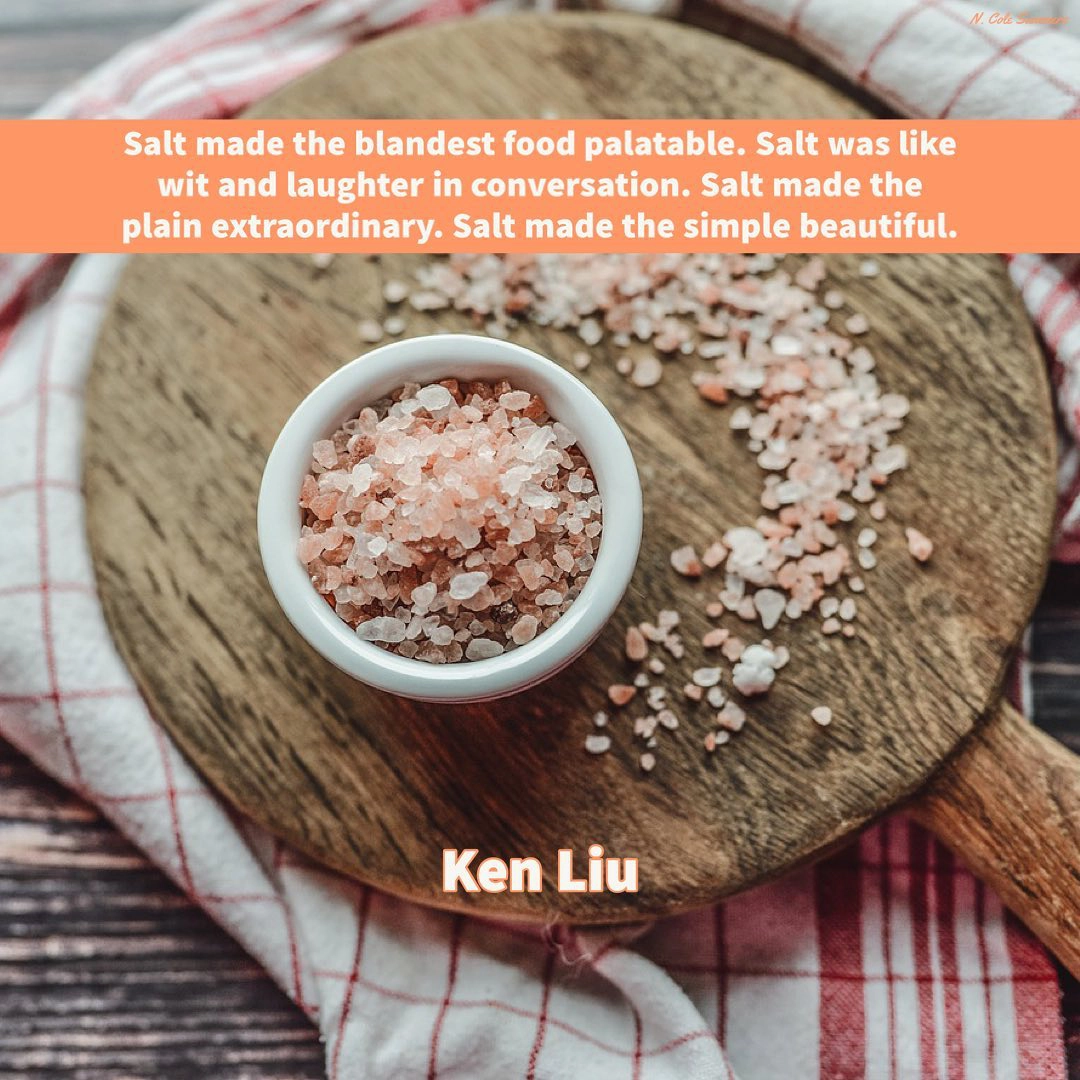 Salt made the blandest food palatable. Salt was like
wit and laughter in conversation. Salt made the
plain extraordinary. Salt made the simple beautiful.
Ken Liu